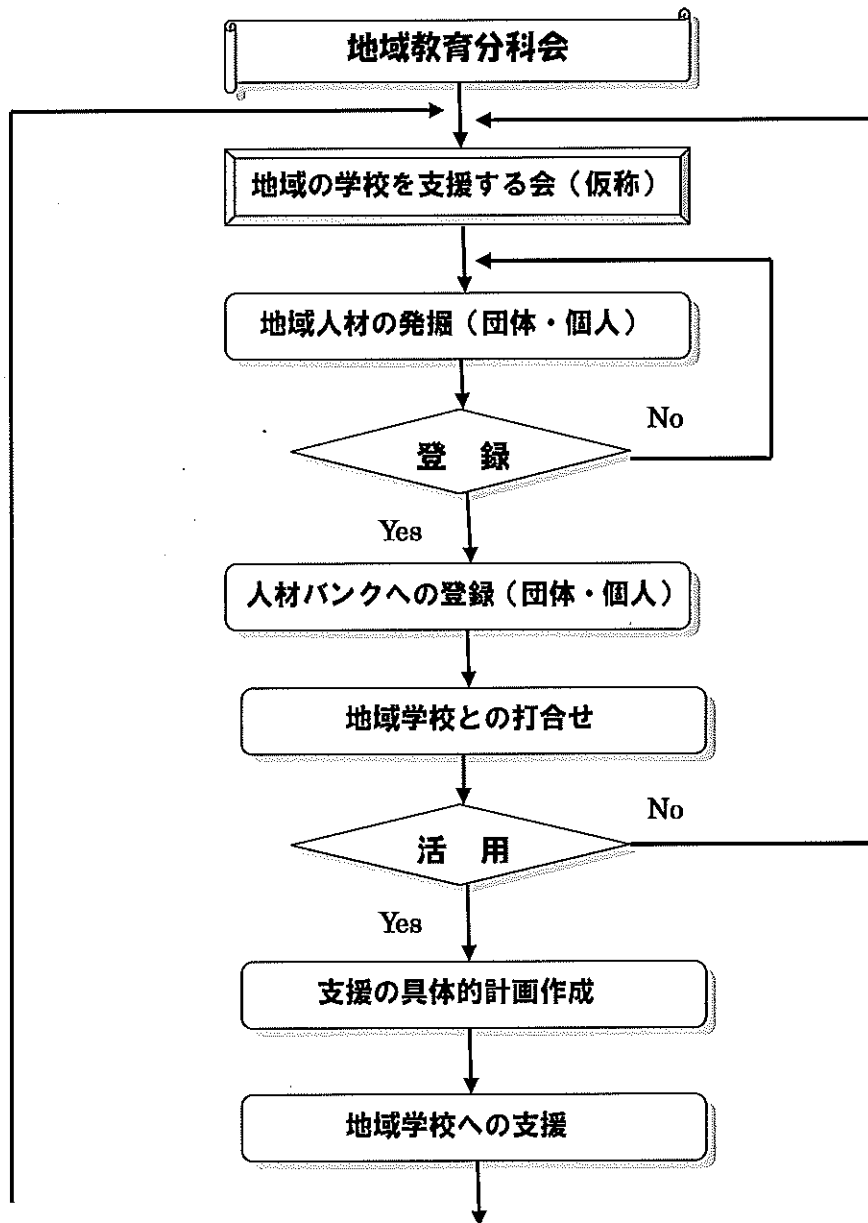 地域教育分科会
地域の学校を支援する会（仮称）
地域人材の発掘（団体・個人）
登 録
No
Yes
人材バンクへの登録（団体・個人）
地域学校との打合せ
活 用
No
Yes
支援の具体的計画作成
地域学校への支援